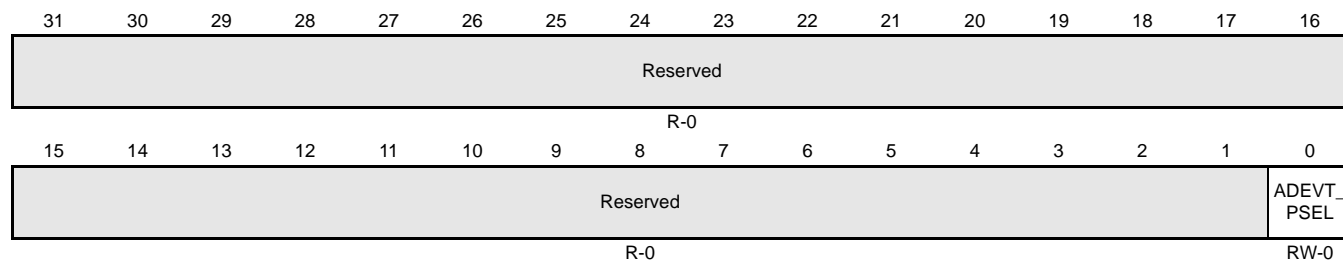 31 30 29 28 27 26 25 24 23 22 21 20 19 18 17 16
Reserved
R-0
15 14 13 12 11 10 9 8 7 6 5 4 3 2 1 0
Reserved
ADEVT_
PSEL
R-0 RW-0